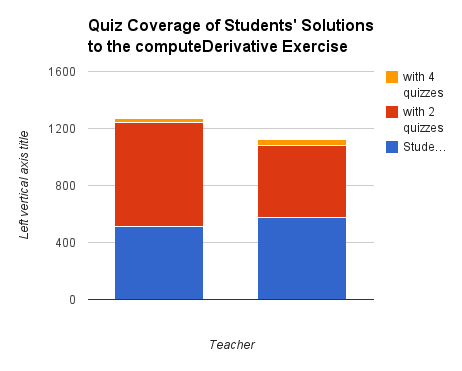 Quiz Coverage of Students' Solutions
to the computeDerivative Exercise
1600
1200
800
400
0
Left vertical axis title
Teacher
with 4
quizzes
with 2
quizzes
Stude...